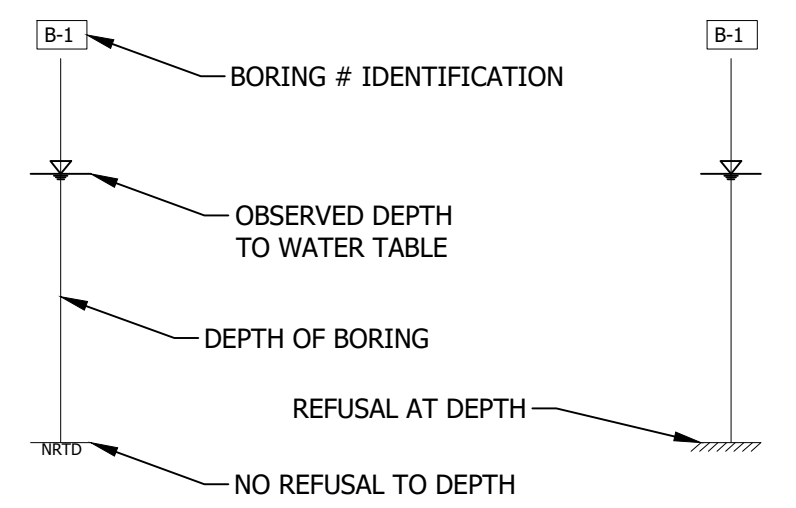 B-1
B-1
BORING # IDENTIFICATION
OBSERVED DEPTH
TO WATER TABLE
DEPTH OF BORING
REFUSAL AT DEPTH
NRTD
NO REFUSAL TO DEPTH